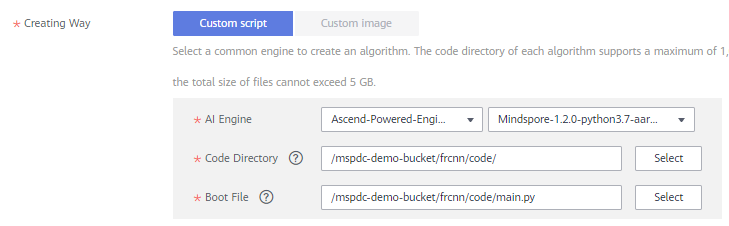 * Creating Way Custom script Custom image
Select a common engine to create an algorithm. The code directory of each algorithm supports a maximum of 1,
the total size of files cannot exceed 5 GB.
* AI Engine Ascend-Powered-Engi... Mindspore-1.2.0-python3.7-aar...
* Code Directory ? /mspdc-demo-bucket/frcnn/code/ Select
* Boot File ? /mspdc-demo-bucket/frcnn/code/main.py Select